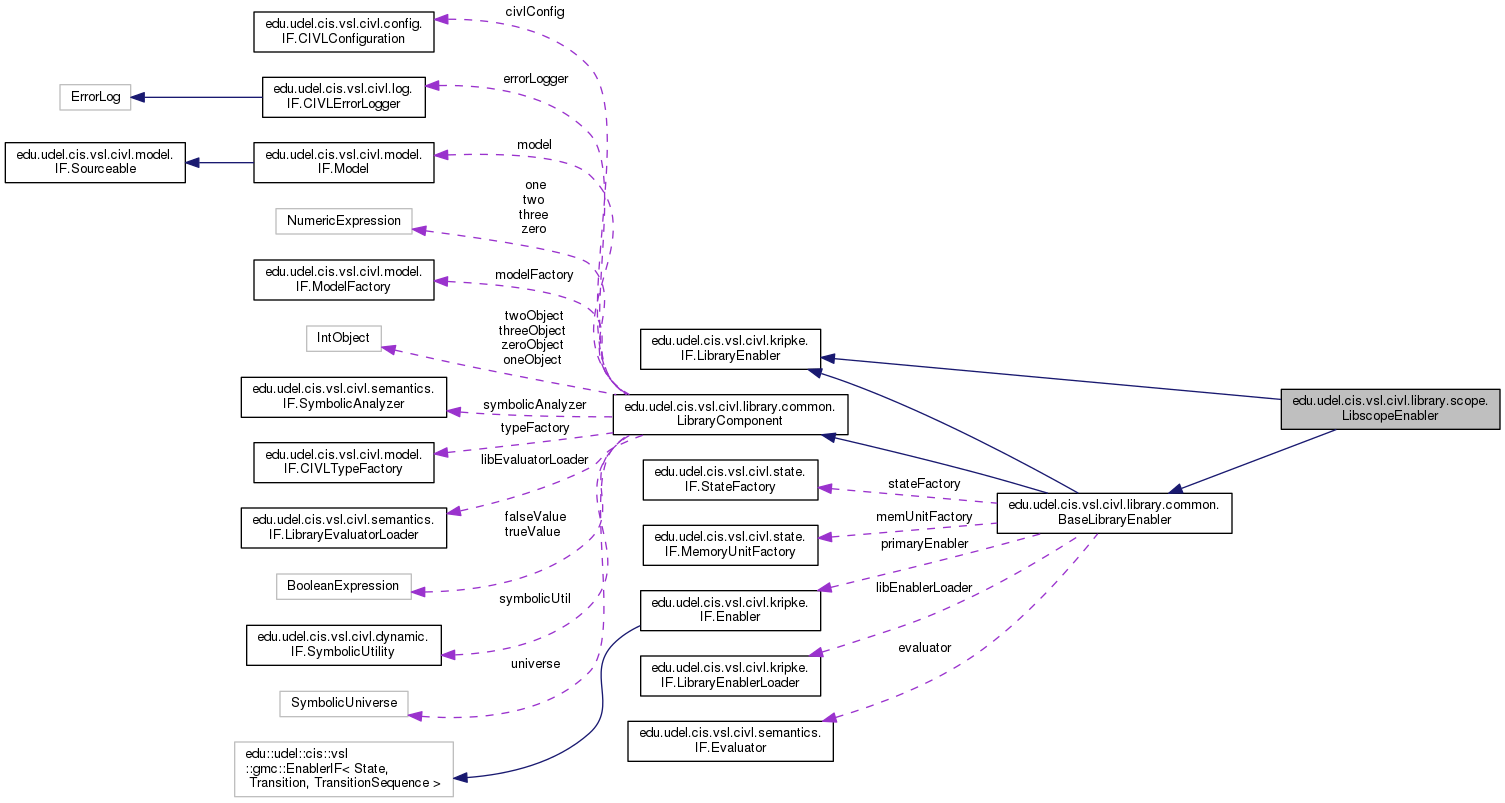 edu.udel.cis.vsl.civl.config.
IF.CIVLConfiguration
civlConfig
ErrorLog
edu.udel.cis.vsl.civl.log.
IF.CIVLErrorLogger
errorLogger
edu.udel.cis.vsl.civl.model.
IF.Sourceable
edu.udel.cis.vsl.civl.model.
IF.Model
model
NumericExpression
one
two
three
zero
edu.udel.cis.vsl.civl.model.
IF.ModelFactory
modelFactory
IntObject
twoObject
threeObject
zeroObject
oneObject
edu.udel.cis.vsl.civl.semantics.
IF.SymbolicAnalyzer
symbolicAnalyzer
edu.udel.cis.vsl.civl.model.
IF.CIVLTypeFactory
typeFactory
edu.udel.cis.vsl.civl.semantics.
IF.LibraryEvaluatorLoader
libEvaluatorLoader
BooleanExpression
falseValue
trueValue
edu.udel.cis.vsl.civl.dynamic.
IF.SymbolicUtility
symbolicUtil
SymbolicUniverse
universe
edu::udel::cis::vsl
::gmc::EnablerIF< State,
Transition, TransitionSequence >
edu.udel.cis.vsl.civl.kripke.
IF.LibraryEnabler
edu.udel.cis.vsl.civl.library.common.
LibraryComponent
edu.udel.cis.vsl.civl.state.
IF.StateFactory
stateFactory
edu.udel.cis.vsl.civl.state.
IF.MemoryUnitFactory
memUnitFactory
edu.udel.cis.vsl.civl.kripke.
IF.Enabler
primaryEnabler
edu.udel.cis.vsl.civl.kripke.
IF.LibraryEnablerLoader
libEnablerLoader
edu.udel.cis.vsl.civl.semantics.
IF.Evaluator
evaluator
edu.udel.cis.vsl.civl.library.common.
BaseLibraryEnabler
edu.udel.cis.vsl.civl.library.scope.
LibscopeEnabler